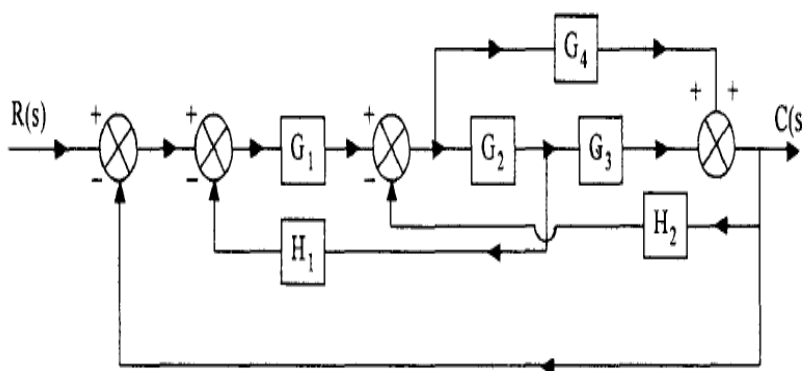 G₄
+ +
R(s) + + G₁ + G₂ G₃ C(s
− − −
H₁ H₂